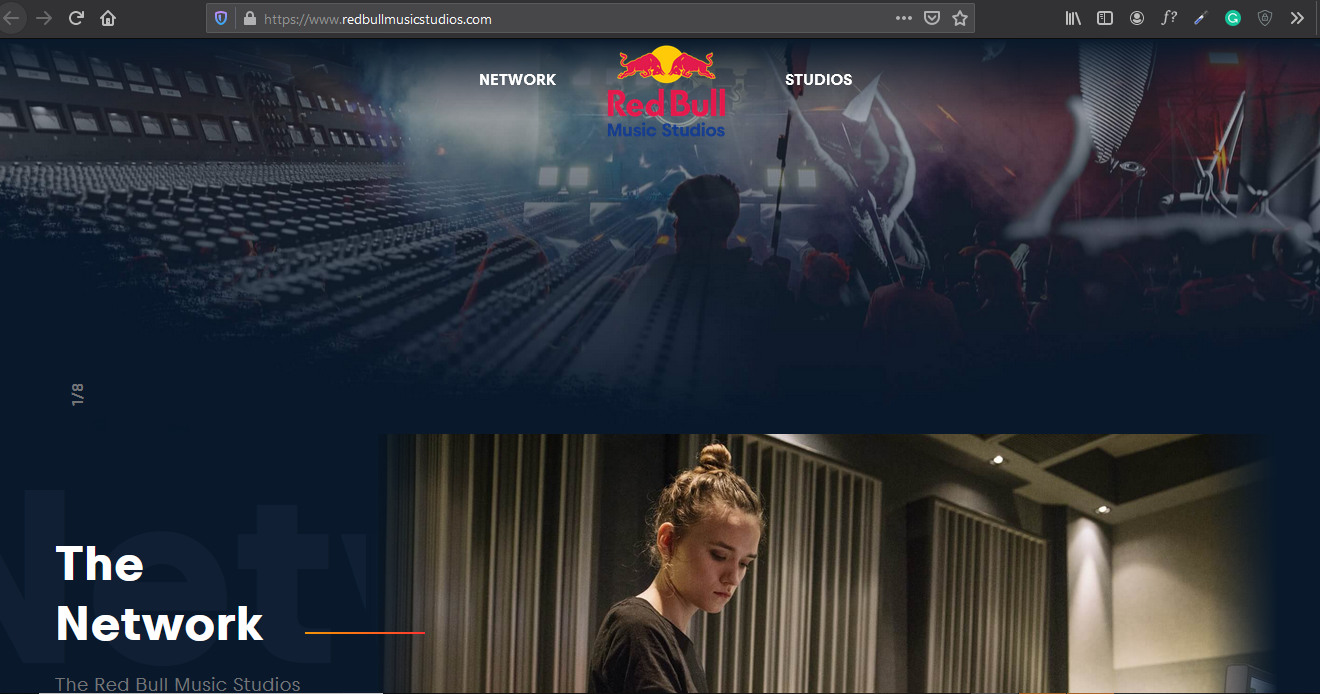 https://www.redbullmusicstudios.com
f?
NETWORK
Red Bull
Music Studios
STUDIOS
1/8
Netw
The
Network
The Red Bull Music Studios